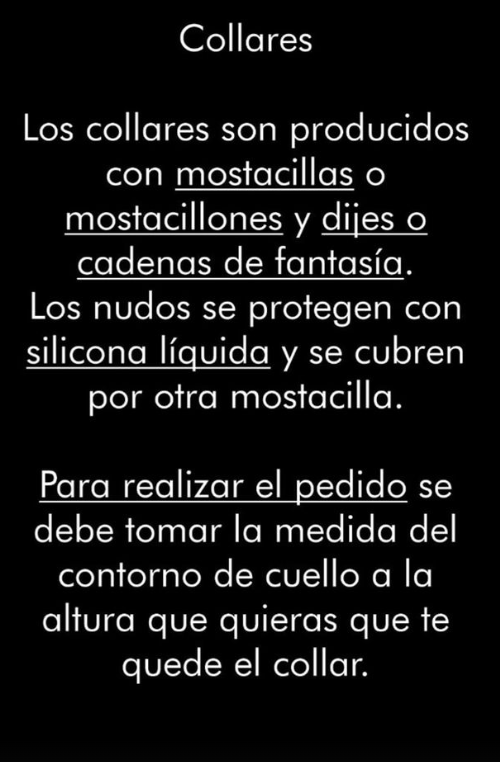 Collares
Los collares son producidos
con mostacillas o
mostacillones y dijes o
cadenas de fantasía.
Los nudos se protegen con
silicona líquida y se cubren
por otra mostacilla.
Para realizar el pedido se
debe tomar la medida del
contorno de cuello a la
altura que quieras que te
quede el collar.